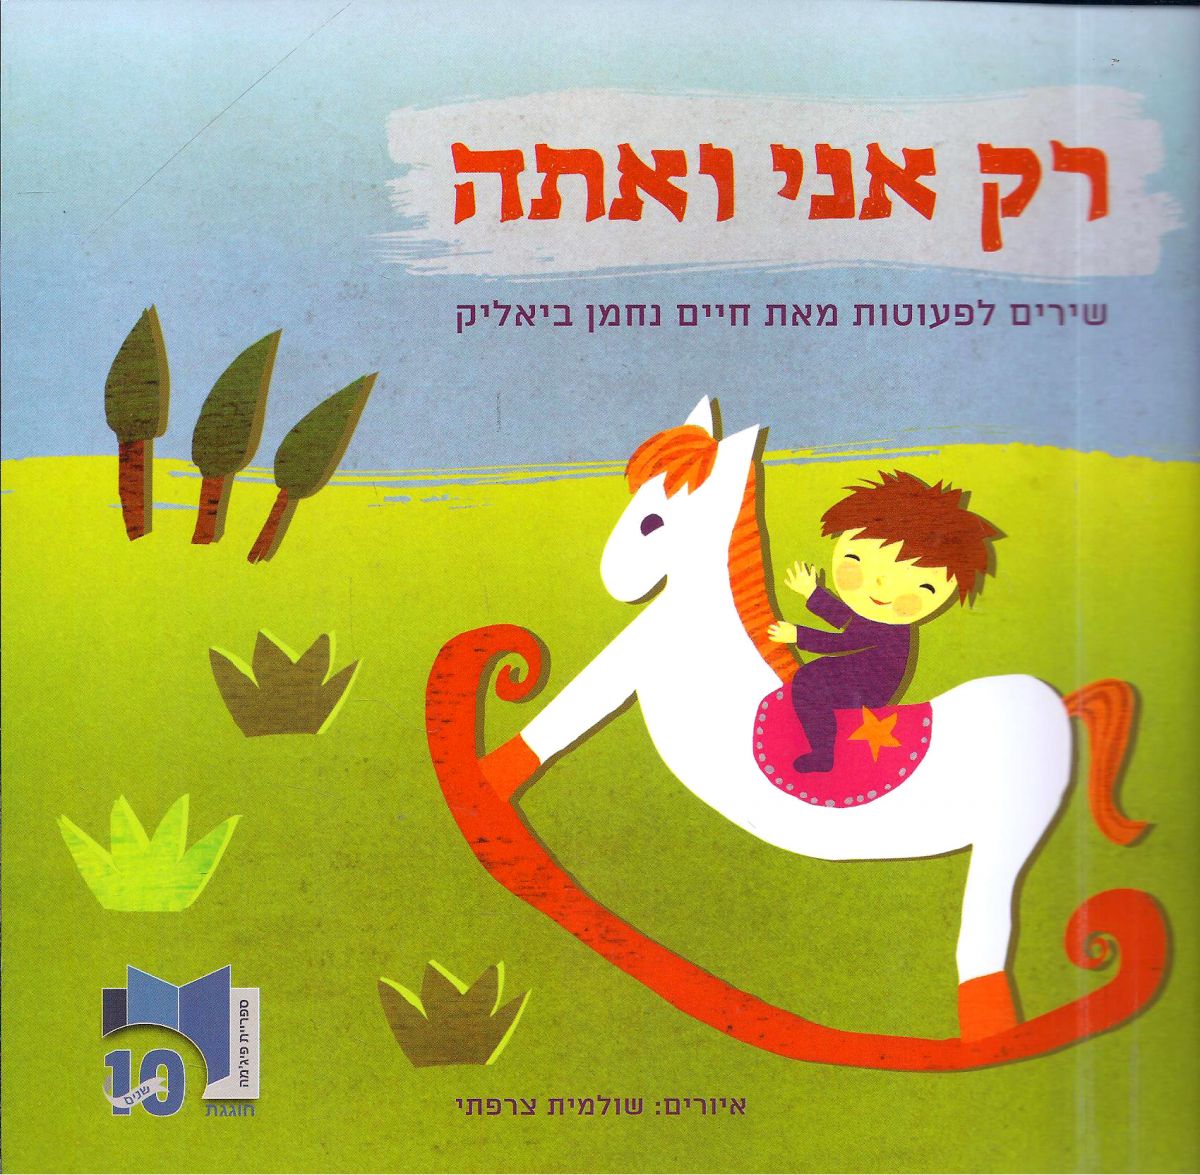 רק אני ואתה
שירים לפעוטות מאת חיים נחמן ביאליק
ספריית פיג'מה
10
שנים
חוגגת
איורים: שולמית צרפתי